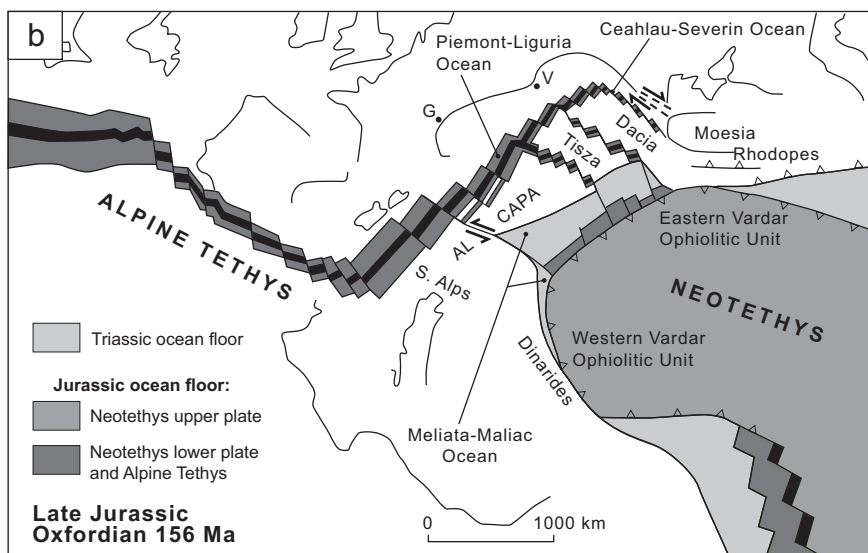 b
Piemont-Liguria
Ocean
Ceahlau-Severin Ocean
V
G
Moesia
Rhodopes
Dacia
Tisza
CAPA
AL
S. Alps
ALPINE TETHYS
Eastern Vardar
Ophiolitic Unit
NEOTETHYS
Western Vardar
Ophiolitic Unit
Dinarides
Meliata-Maliac
Ocean
Triassic ocean floor
Jurassic ocean floor:
Neotethys upper plate
Neotethys lower plate
and Alpine Tethys
Late Jurassic
Oxfordian 156 Ma
0 1000 km